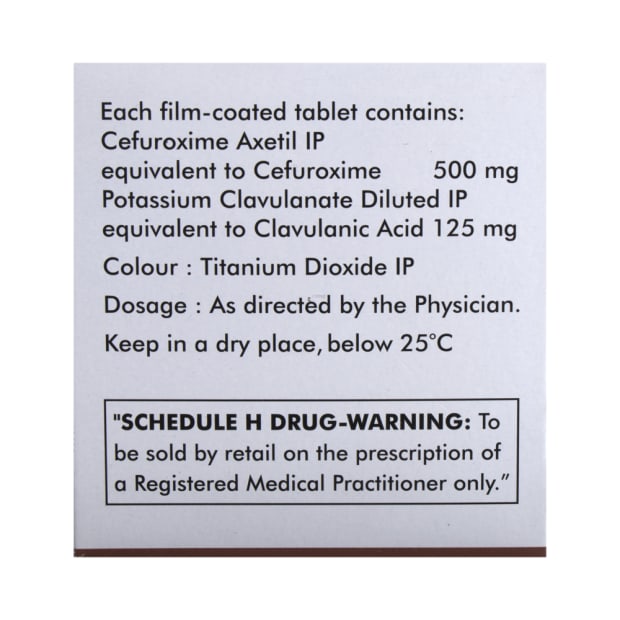 Each film-coated tablet contains:
Cefuroxime Axetil IP
equivalent to Cefuroxime 500 mg
Potassium Clavulanate Diluted IP
equivalent to Clavulanic Acid 125 mg
Colour : Titanium Dioxide IP
Dosage : As directed by the Physician.
Keep in a dry place, below 25°C
"SCHEDULE H DRUG-WARNING: To
be sold by retail on the prescription of
a Registered Medical Practitioner only.”